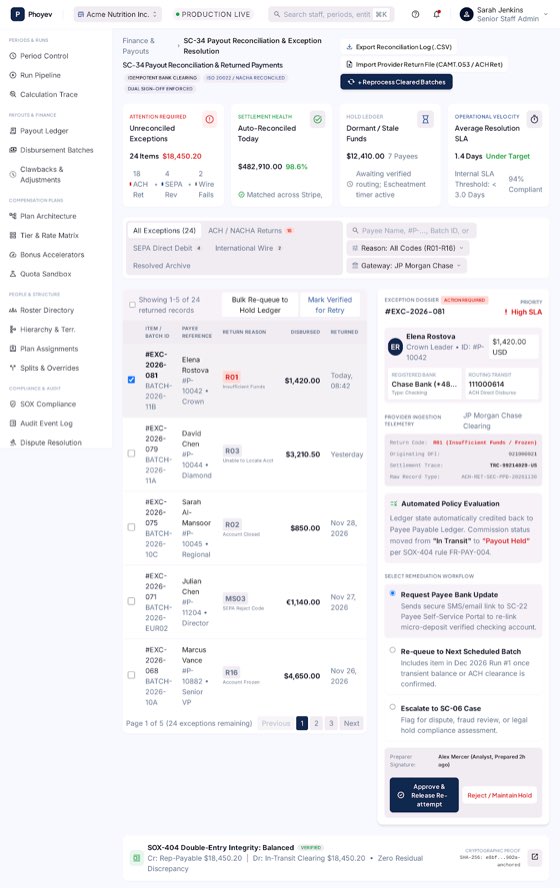 P Phoyev
Acme Nutrition Inc.
PRODUCTION LIVE
Search staff, periods, entit
⌘K
Sarah Jenkins
Senior Staff Admin
PERIODS & RUNS
Period Control
Run Pipeline
Calculation Trace
PAYOUTS & FINANCE
Payout Ledger
Disbursement Batches
Clawbacks &
Adjustments
COMPENSATION PLANS
Plan Architecture
Tier & Rate Matrix
Bonus Accelerators
Quota Sandbox
PEOPLE & STRUCTURE
Roster Directory
Hierarchy & Terr.
Plan Assignments
Splits & Overrides
COMPLIANCE & AUDIT
SOX Compliance
Audit Event Log
Dispute Resolution
Finance &
Payouts
›
SC-34 Payout Reconciliation & Exception
Resolution
SC-34 Payout Reconciliation & Returned Payments
IDEMPOTENT BANK CLEARING
ISO 20022 / NACHA RECONCILED
DUAL SIGN-OFF ENFORCED
Export Reconciliation Log (.CSV)
Import Provider Return File (CAMT.053 / ACH Ret)
+ Reprocess Cleared Batches
ATTENTION REQUIRED
Unreconciled
Exceptions
24 Items $18,450.20
18
ACH
Ret
• 4
SEPA
Rev
• 2
Wire
Fails
SETTLEMENT HEALTH
Auto-Reconciled
Today
$482,910.00 98.6%
Matched across Stripe,
HOLD LEDGER
Dormant / Stale
Funds
$12,410.00 7 Payees
Awaiting verified
routing; Escheatment
timer active
OPERATIONAL VELOCITY
Average Resolution
SLA
1.4 Days Under Target
Internal SLA
Threshold: <
3.0 Days
94%
Compliant
All Exceptions (24)
ACH / NACHA Returns 18
SEPA Direct Debit 4
International Wire 2
Resolved Archive
Payee Name, #P-..., Batch ID, or
Reason: All Codes (R01-R16)
Gateway: JP Morgan Chase
Showing 1-5 of 24
returned records
Bulk Re-queue to
Hold Ledger
Mark Verified
for Retry
ITEM /
BATCH ID
PAYEE
REFERENCE
RETURN REASON
DISBURSED
RETURNED
#EXC-
2026-
081
BATCH-
2026-
11B
Elena
Rostova
#P-
10042 •
Crown
R01
Insufficient Funds
$1,420.00
Today,
08:42
#EXC-
2026-
079
BATCH-
2026-
11A
David
Chen
#P-
10044 •
Diamond
R03
Unable to Locate Acct
$3,210.50
Yesterday
#EXC-
2026-
075
BATCH-
2026-
10C
Sarah
Al-
Mansoor
#P-
10045 •
Regional
R02
Account Closed
$850.00
Nov 28,
2026
#EXC-
2026-
071
BATCH-
2026-
EUR02
Julian
Chen
#P-
11204 •
Director
MS03
SEPA Reject Code
€1,140.00
Nov 27,
2026
#EXC-
2026-
068
BATCH-
2026-
10A
Marcus
Vance
#P-
10882 •
Senior
VP
R16
Account Frozen
$4,650.00
Nov 26,
2026
Page 1 of 5 (24 exceptions remaining)
Previous 1 2 3 Next
EXCEPTION DOSSIER ACTION REQUIRED
#EXC-2026-081
PRIORITY
! High SLA
ER
Elena Rostova
Crown Leader • ID: #P-
10042
$1,420.00
USD
REGISTERED BANK
Chase Bank (•48...
Type: Checking
ROUTING TRANSIT
111000614
ACH Direct Disburs
PROVIDER INGESTION
TELEMETRY
JP Morgan Chase
Clearing
Return Code: R01 (Insufficient Funds / Frozen)
Originating DFI: 021000021
Settlement Trace: TRC-89214029-US
Raw Record Type: ACH-RET-SEC-PPD-20261130
Automated Policy Evaluation
Ledger state automatically credited back to
Payee Payable Ledger. Commission status
moved from "In Transit" to "Payout Held"
per SOX-404 rule FR-PAY-004.
SELECT REMEDIATION WORKFLOW
Request Payee Bank Update
Sends secure SMS/email link to SC-22
Payee Self-Service Portal to re-link
micro-deposit verified checking account.
Re-queue to Next Scheduled Batch
Includes item in Dec 2026 Run #1 once
transient balance or ACH clearance is
confirmed.
Escalate to SC-06 Case
Flag for dispute, fraud review, or legal
hold compliance assessment.
Preparer
Signature:
Alex Mercer (Analyst, Prepared 2h
ago)
Approve &
Release Re-
attempt
Reject / Maintain Hold
SOX-404 Double-Entry Integrity: Balanced VERIFIED
Cr: Rep-Payable $18,450.20 | Dr: In-Transit Clearing $18,450.20 • Zero Residual
Discrepancy
CRYPTOGRAPHIC PROOF
anchored